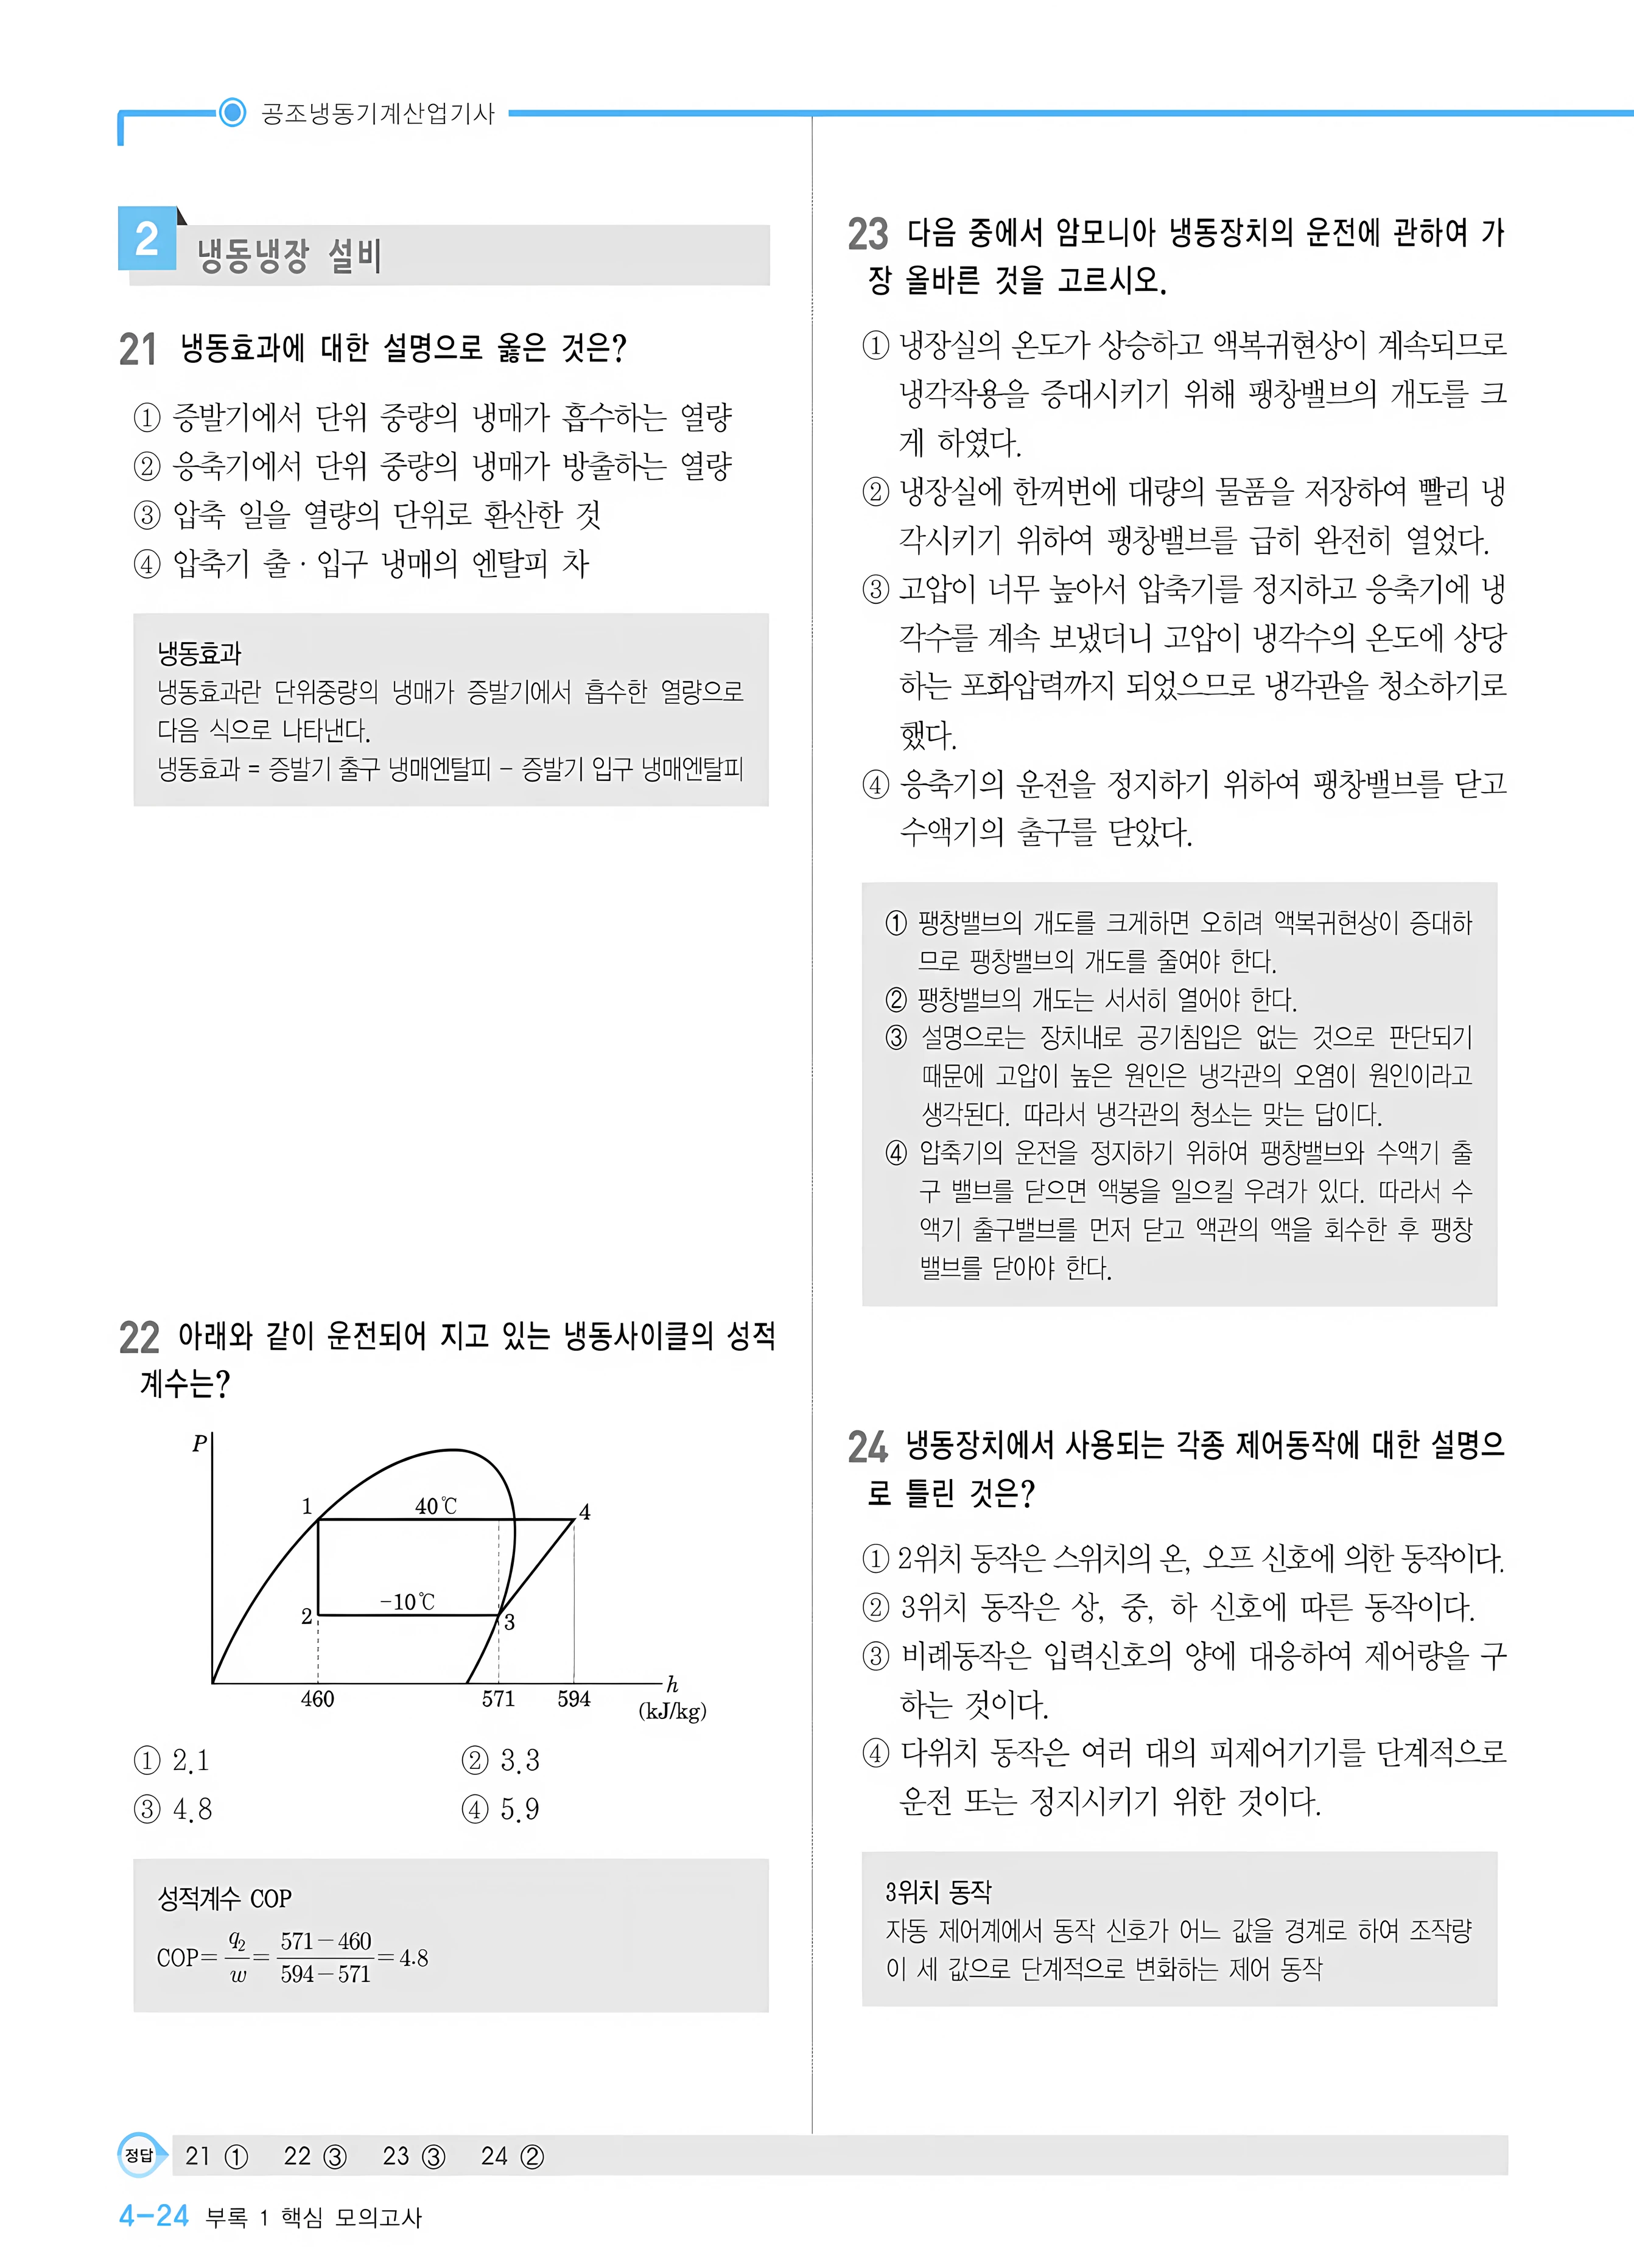 공조냉동기계산업기사
2 냉동냉장 설비
21 냉동효과에 대한 설명으로 옳은 것은?
① 증발기에서 단위 중량의 냉매가 흡수하는 열량
② 응축기에서 단위 중량의 냉매가 방출하는 열량
③ 압축 일을 열량의 단위로 환산한 것
④ 압축기 출·입구 냉매의 엔탈피 차
냉동효과
냉동효과란 단위중량의 냉매가 증발기에서 흡수한 열량으로
다음 식으로 나타낸다.
냉동효과 = 증발기 출구 냉매엔탈피 − 증발기 입구 냉매엔탈피
22 아래와 같이 운전되어 지고 있는 냉동사이클의 성적
계수는?
P
1 40℃ 4
−10℃
2 3
h
460 571 594
(kJ/kg)
① 2.1 ② 3.3
③ 4.8 ④ 5.9
성적계수 COP
COP= q₂/w = (571−460)/(594−571) = 4.8
23 다음 중에서 암모니아 냉동장치의 운전에 관하여 가
장 올바른 것을 고르시오.
① 냉장실의 온도가 상승하고 액복귀현상이 계속되므로
냉각작용을 증대시키기 위해 팽창밸브의 개도를 크
게 하였다.
② 냉장실에 한꺼번에 대량의 물품을 저장하여 빨리 냉
각시키기 위하여 팽창밸브를 급히 완전히 열었다.
③ 고압이 너무 높아서 압축기를 정지하고 응축기에 냉
각수를 계속 보냈더니 고압이 냉각수의 온도에 상당
하는 포화압력까지 되었으므로 냉각관을 청소하기로
했다.
④ 응축기의 운전을 정지하기 위하여 팽창밸브를 닫고
수액기의 출구를 닫았다.
① 팽창밸브의 개도를 크게하면 오히려 액복귀현상이 증대하
므로 팽창밸브의 개도를 줄여야 한다.
② 팽창밸브의 개도는 서서히 열어야 한다.
③ 설명으로는 장치내로 공기침입은 없는 것으로 판단되기
때문에 고압이 높은 원인은 냉각관의 오염이 원인이라고
생각된다. 따라서 냉각관의 청소는 맞는 답이다.
④ 압축기의 운전을 정지하기 위하여 팽창밸브와 수액기 출
구 밸브를 닫으면 액봉을 일으킬 우려가 있다. 따라서 수
액기 출구밸브를 먼저 닫고 액관의 액을 회수한 후 팽창
밸브를 닫아야 한다.
24 냉동장치에서 사용되는 각종 제어동작에 대한 설명으
로 틀린 것은?
① 2위치 동작은 스위치의 온, 오프 신호에 의한 동작이다.
② 3위치 동작은 상, 중, 하 신호에 따른 동작이다.
③ 비례동작은 입력신호의 양에 대응하여 제어량을 구
하는 것이다.
④ 다위치 동작은 여러 대의 피제어기기를 단계적으로
운전 또는 정지시키기 위한 것이다.
3위치 동작
자동 제어계에서 동작 신호가 어느 값을 경계로 하여 조작량
이 세 값으로 단계적으로 변화하는 제어 동작
정답 21 ① 22 ③ 23 ③ 24 ②
4−24 부록 1 핵심 모의고사